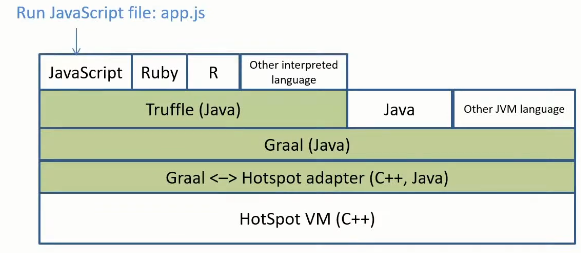 Run JavaScript file: app.js
JavaScript
Ruby
R
Other interpreted
language
Truffle (Java)
Java
Other JVM language
Graal (Java)
Graal <–> Hotspot adapter (C++, Java)
HotSpot VM (C++)